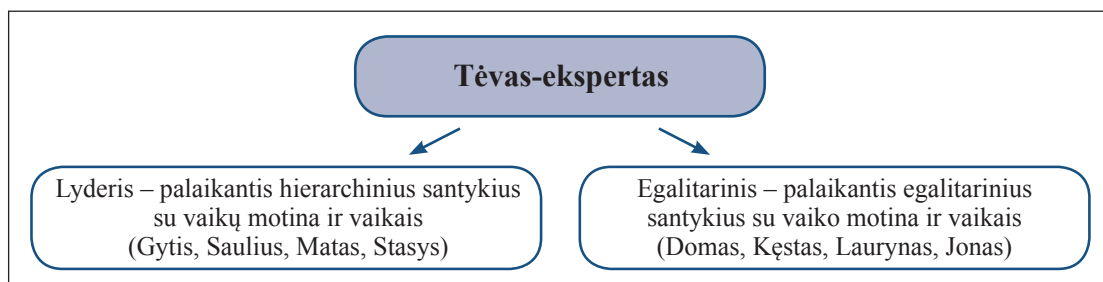 Tėvas-ekspertas
Lyderis – palaikantis hierarchinius santykius
su vaikų motina ir vaikais
(Gytis, Saulius, Matas, Stasys)
Egalitarinis – palaikantis egalitarinius
santykius su vaiko motina ir vaikais
(Domas, Kęstas, Laurynas, Jonas)